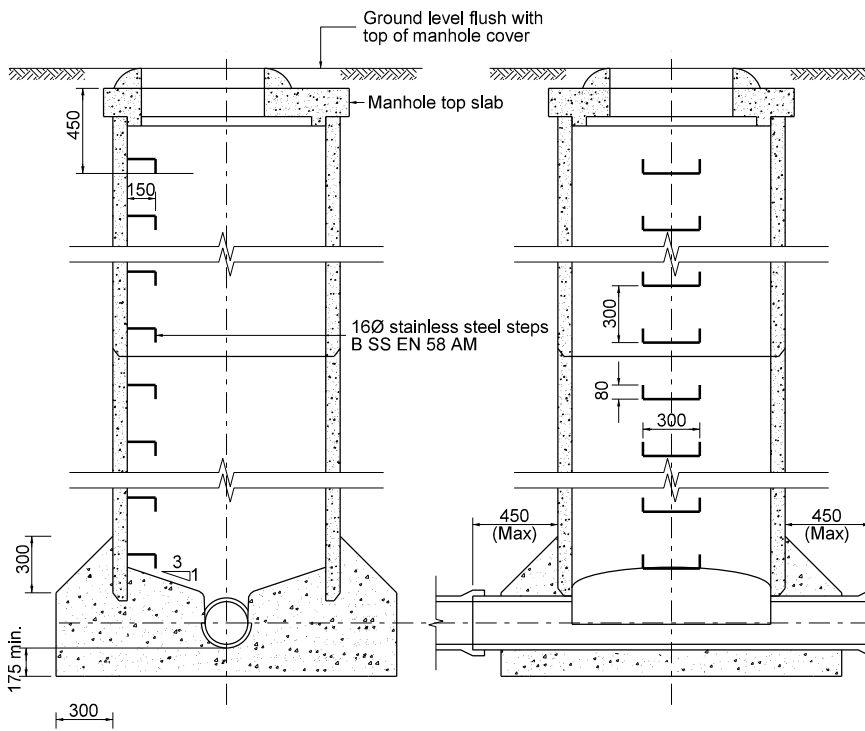 Ground level flush with
top of manhole cover
Manhole top slab
450
150
16Ø stainless steel steps
B SS EN 58 AM
300
80
300
450
(Max)
450
(Max)
300
3
1
175 min.
300